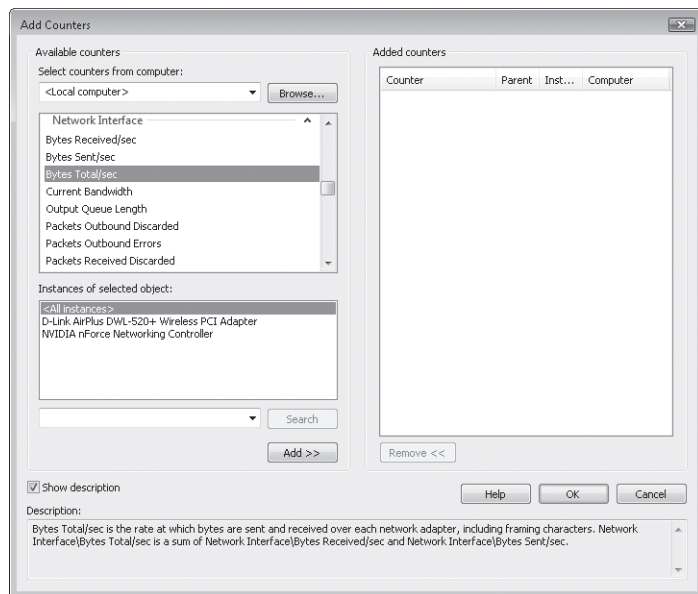 Add Counters
Available counters
Select counters from computer:
<Local computer>
Browse...
Network Interface
Bytes Received/sec
Bytes Sent/sec
Bytes Total/sec
Current Bandwidth
Output Queue Length
Packets Outbound Discarded
Packets Outbound Errors
Packets Received Discarded
Instances of selected object:
<All instances>
D-Link AirPlus DWL-520+ Wireless PCI Adapter
NVIDIA nForce Networking Controller
Search
Add >>
Added counters
Counter Parent Inst... Computer
Remove <<
Show description
Help OK Cancel
Description:
Bytes Total/sec is the rate at which bytes are sent and received over each network adapter, including framing characters. Network
Interface\Bytes Total/sec is a sum of Network Interface\Bytes Received/sec and Network Interface\Bytes Sent/sec.